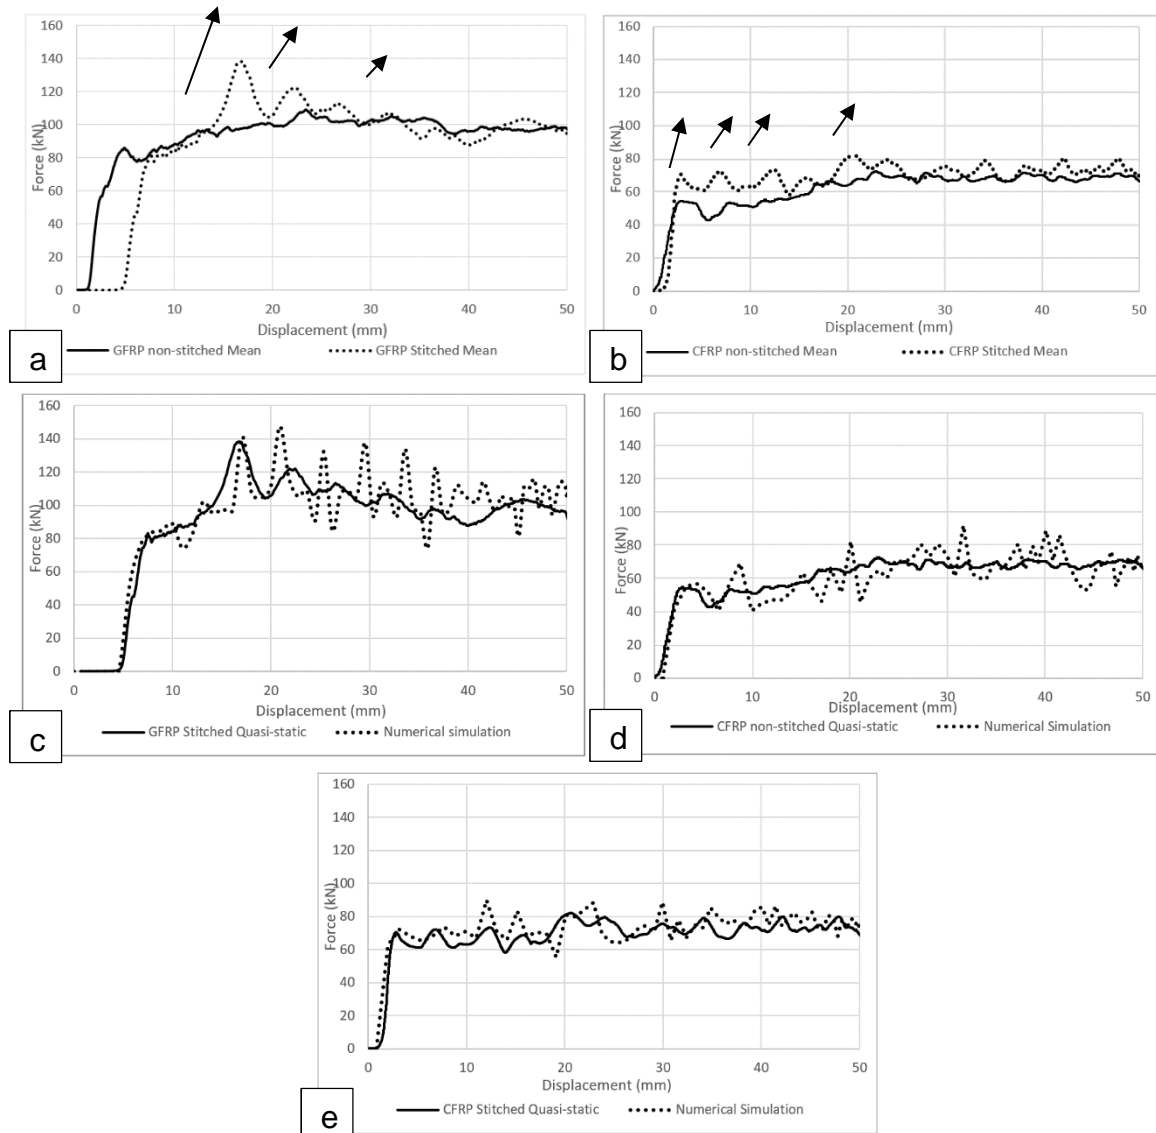 160
140
120
100
80
60
40
20
0
Force (kN)
0 10 20 30 40 50
Displacement (mm)
GFRP non-stitched Mean GFRP Stitched Mean
a
160
140
120
100
80
60
40
20
0
Force (kN)
0 10 20 30 40 50
Displacement (mm)
CFRP non-stitched Mean CFRP Stitched Mean
b
160
140
120
100
80
60
40
20
0
Force (kN)
0 10 20 30 40 50
Displacement (mm)
GFRP Stitched Quasi-static Numerical simulation
c
160
140
120
100
80
60
40
20
0
Force (kN)
0 10 20 30 40 50
Displacement (mm)
CFRP non-stitched Quasi-static Numerical Simulation
d
160
140
120
100
80
60
40
20
0
Force (kN)
0 10 20 30 40 50
Displacement (mm)
CFRP Stitched Quasi-static Numerical Simulation
e